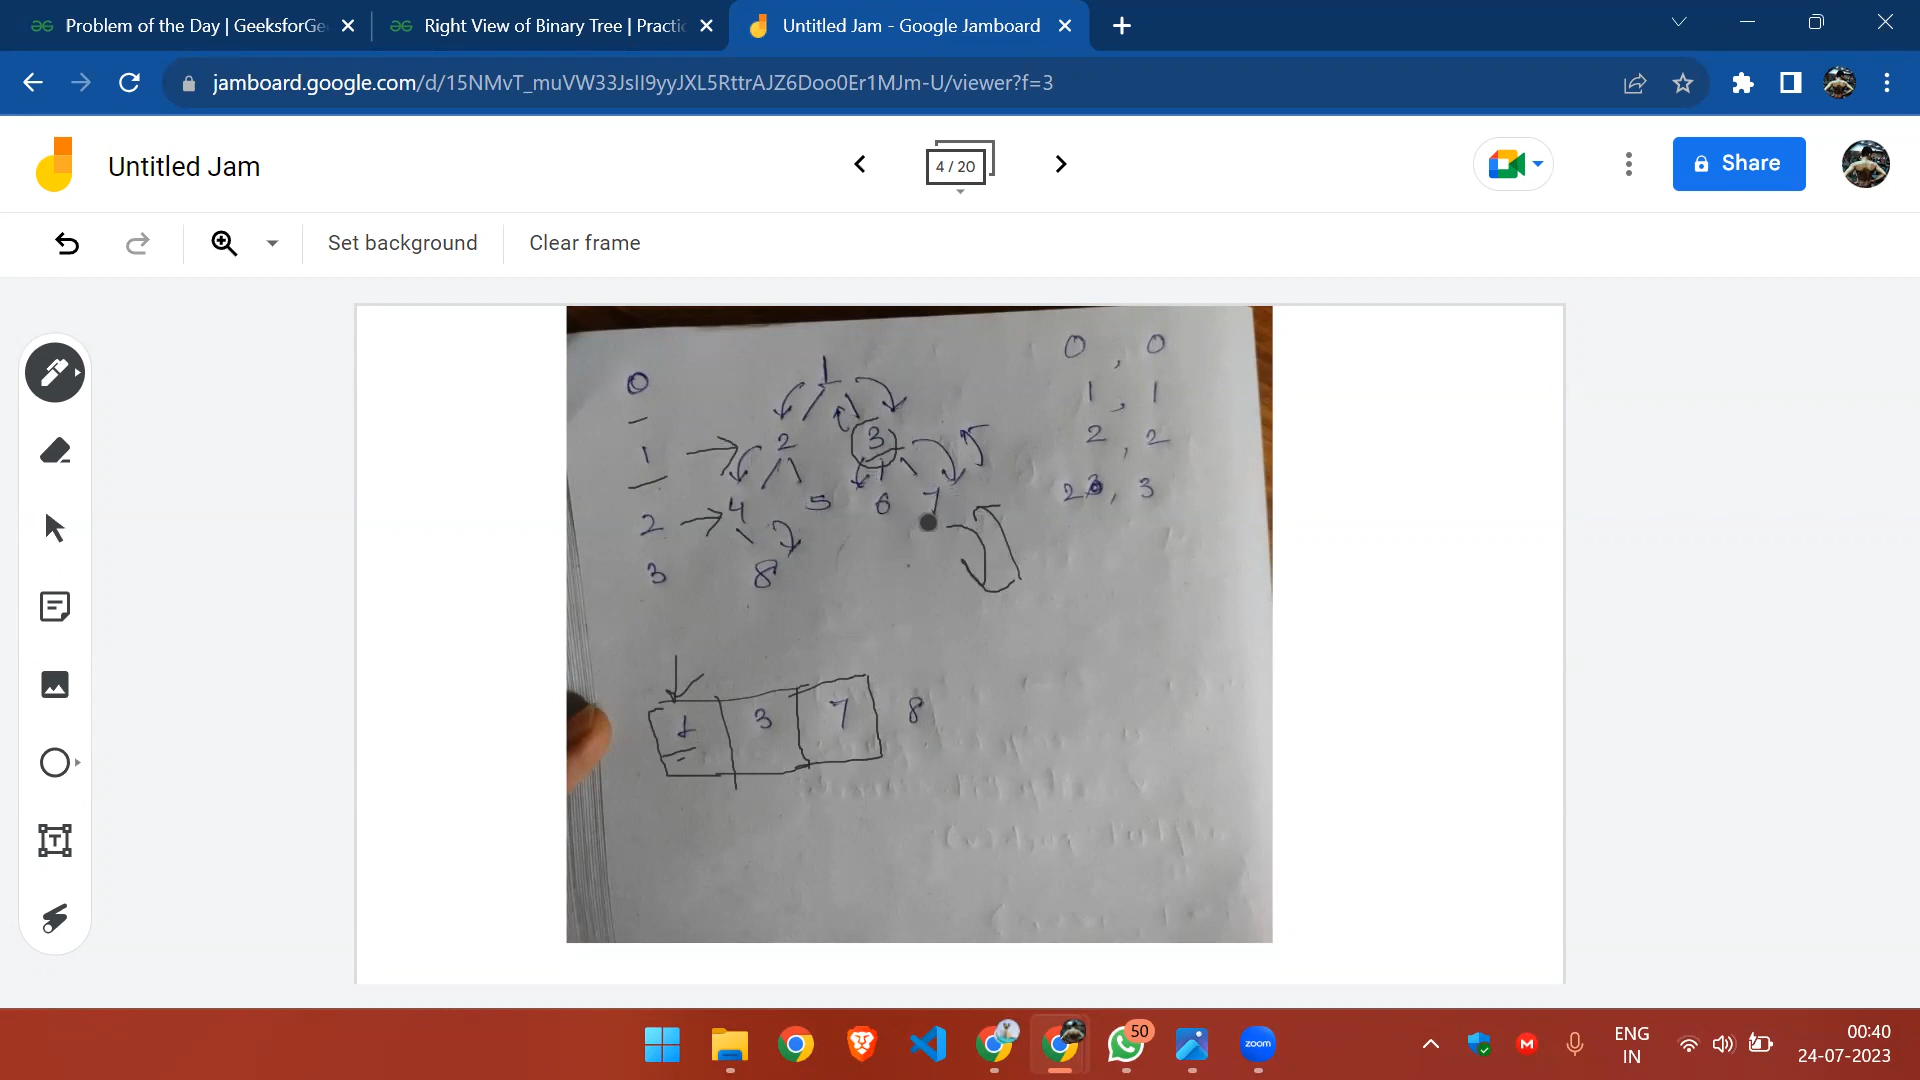 Problem of the Day | GeeksforGe
Right View of Binary Tree | Practic
Untitled Jam - Google Jamboard
jamboard.google.com/d/15NMvT_muVW33JsII9yyJXL5RttrAJZ6Doo0Er1MJm-U/viewer?f=3
Untitled Jam
4 / 20
Share
Set background
Clear frame
0 1 0 , 0
1 2 3 1 , 1
2 4 5 6 7 2 , 2
3 8 2 , 3
1 3 7 8
50
zoom
ENG
IN
00:40
24-07-2023